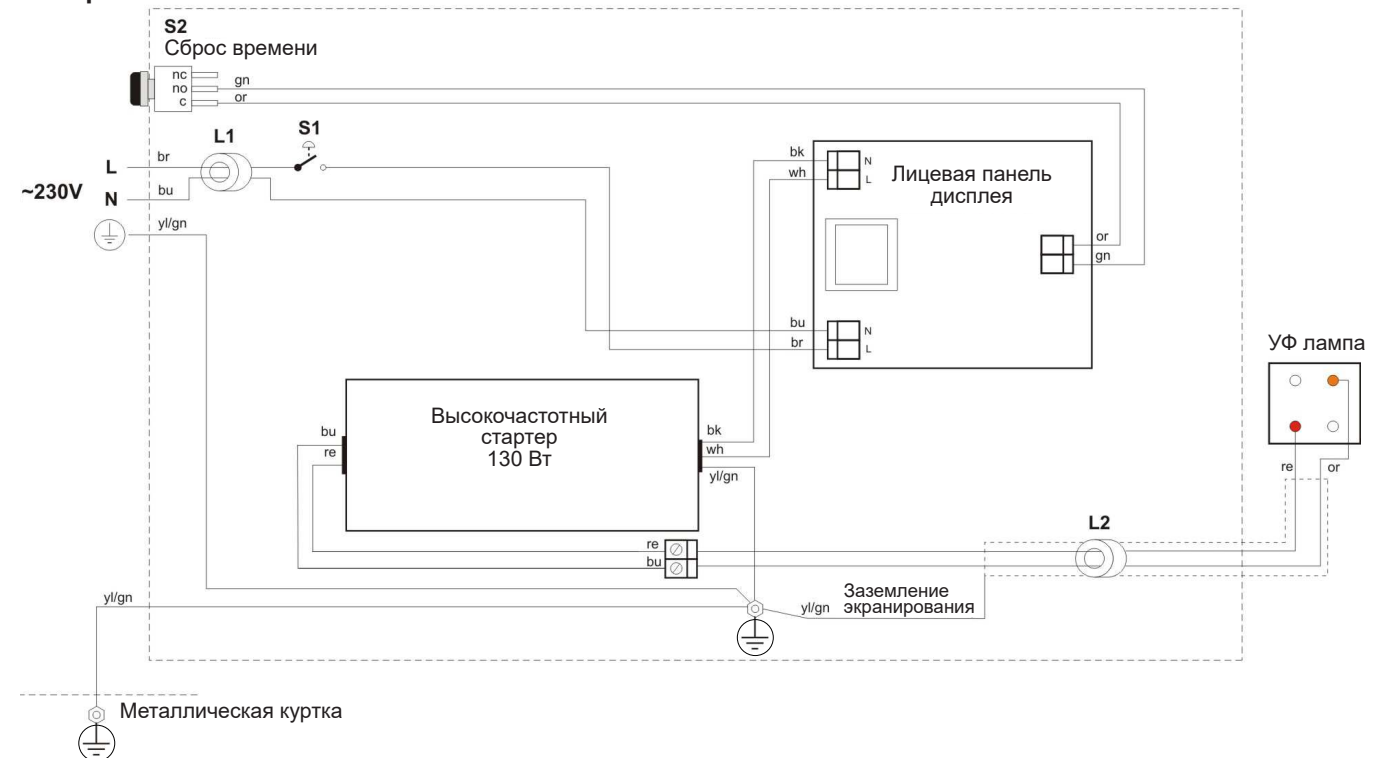 S2
Сброс времени
nc
no
c
gn
or
L1
S1
L
br
~230V
N
bu
yl/gn
bk
wh
N
L
Лицевая панель
дисплея
or
gn
bu
br
N
L
УФ лампа
Высокочастотный
стартер
130 Вт
bu
re
bk
wh
yl/gn
re
or
L2
re
bu
Заземление
экранирования
yl/gn
yl/gn
Металлическая куртка